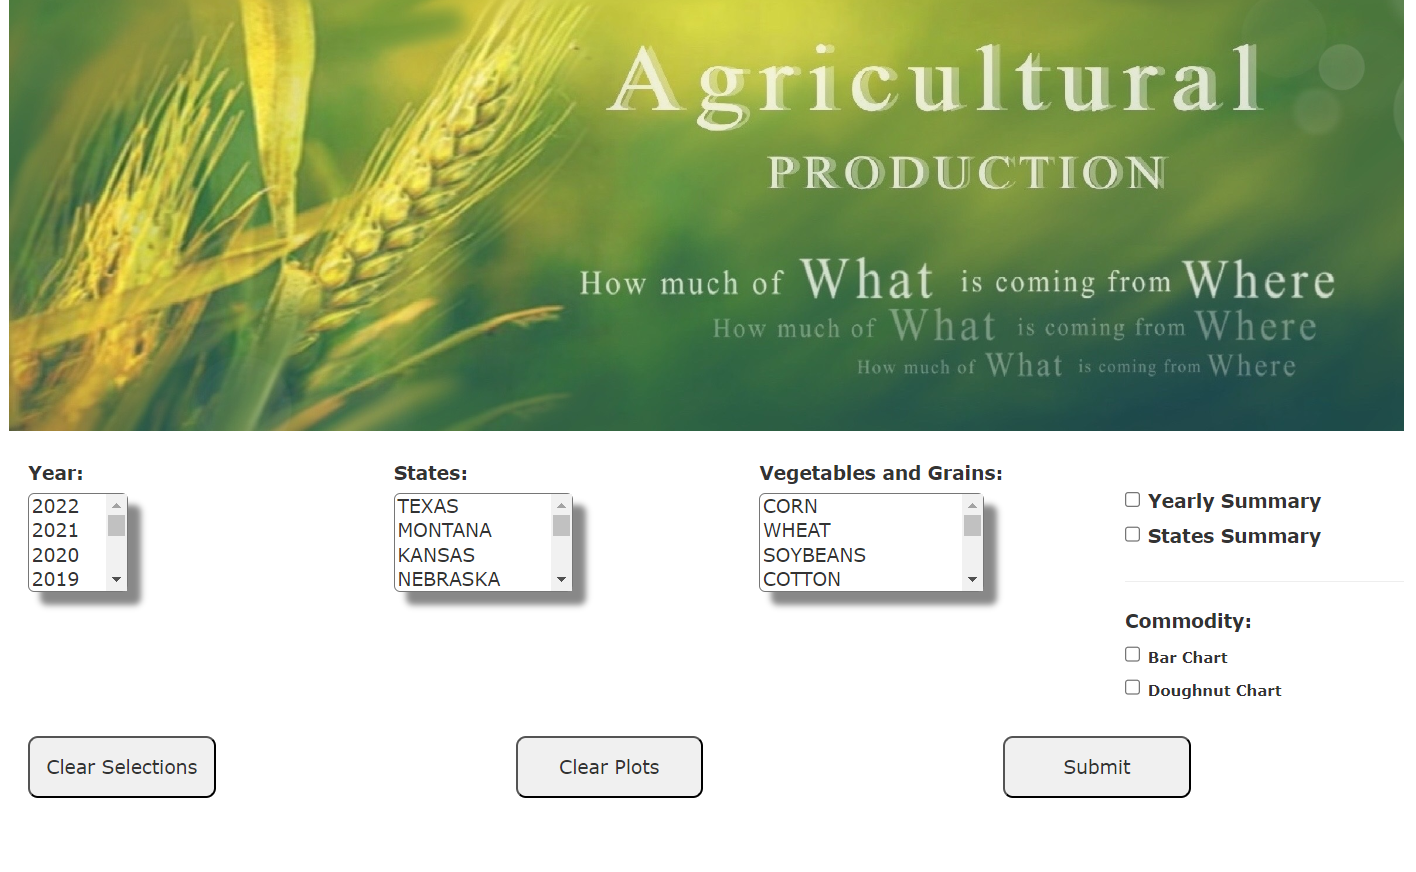 Agricultural
PRODUCTION
How much of What is coming from Where
How much of What is coming from Where
How much of What is coming from Where
Year:
2022
2021
2020
2019
States:
TEXAS
MONTANA
KANSAS
NEBRASKA
Vegetables and Grains:
CORN
WHEAT
SOYBEANS
COTTON
Yearly Summary
States Summary
Commodity:
Bar Chart
Doughnut Chart
Clear Selections
Clear Plots
Submit